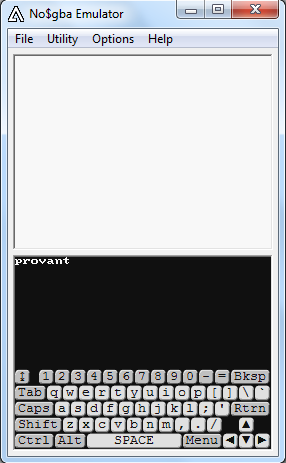 No$gba Emulator
File Utility Options Help
provant
1 2 3 4 5 6 7 8 9 0 - = Bksp
Tab q w e r t y u i o p [ ] \ `
Caps a s d f g h j k l ; ' Rtrn
Shift z x c v b n m , . / ▲
Ctrl Alt SPACE Menu ◀ ▼ ▶